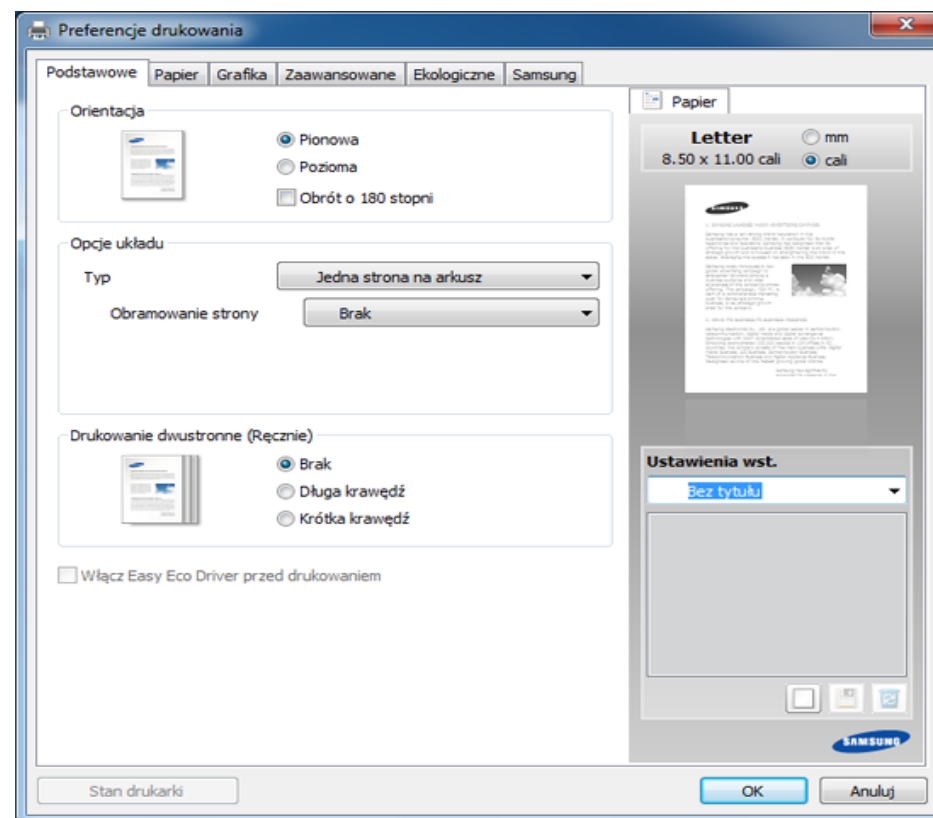 Preferencje drukowania
Podstawowe Papier Grafika Zaawansowane Ekologiczne Samsung
Orientacja
Pionowa
Pozioma
Obrót o 180 stopni
Opcje układu
Typ Jedna strona na arkusz
Obramowanie strony Brak
Drukowanie dwustronne (Ręcznie)
Brak
Długa krawędź
Krótka krawędź
Włącz Easy Eco Driver przed drukowaniem
Papier
Letter mm
8.50 x 11.00 cali cali
SAMSUNG
Ustawienia wst.
Bez tytułu
SAMSUNG
Stan drukarki OK Anuluj